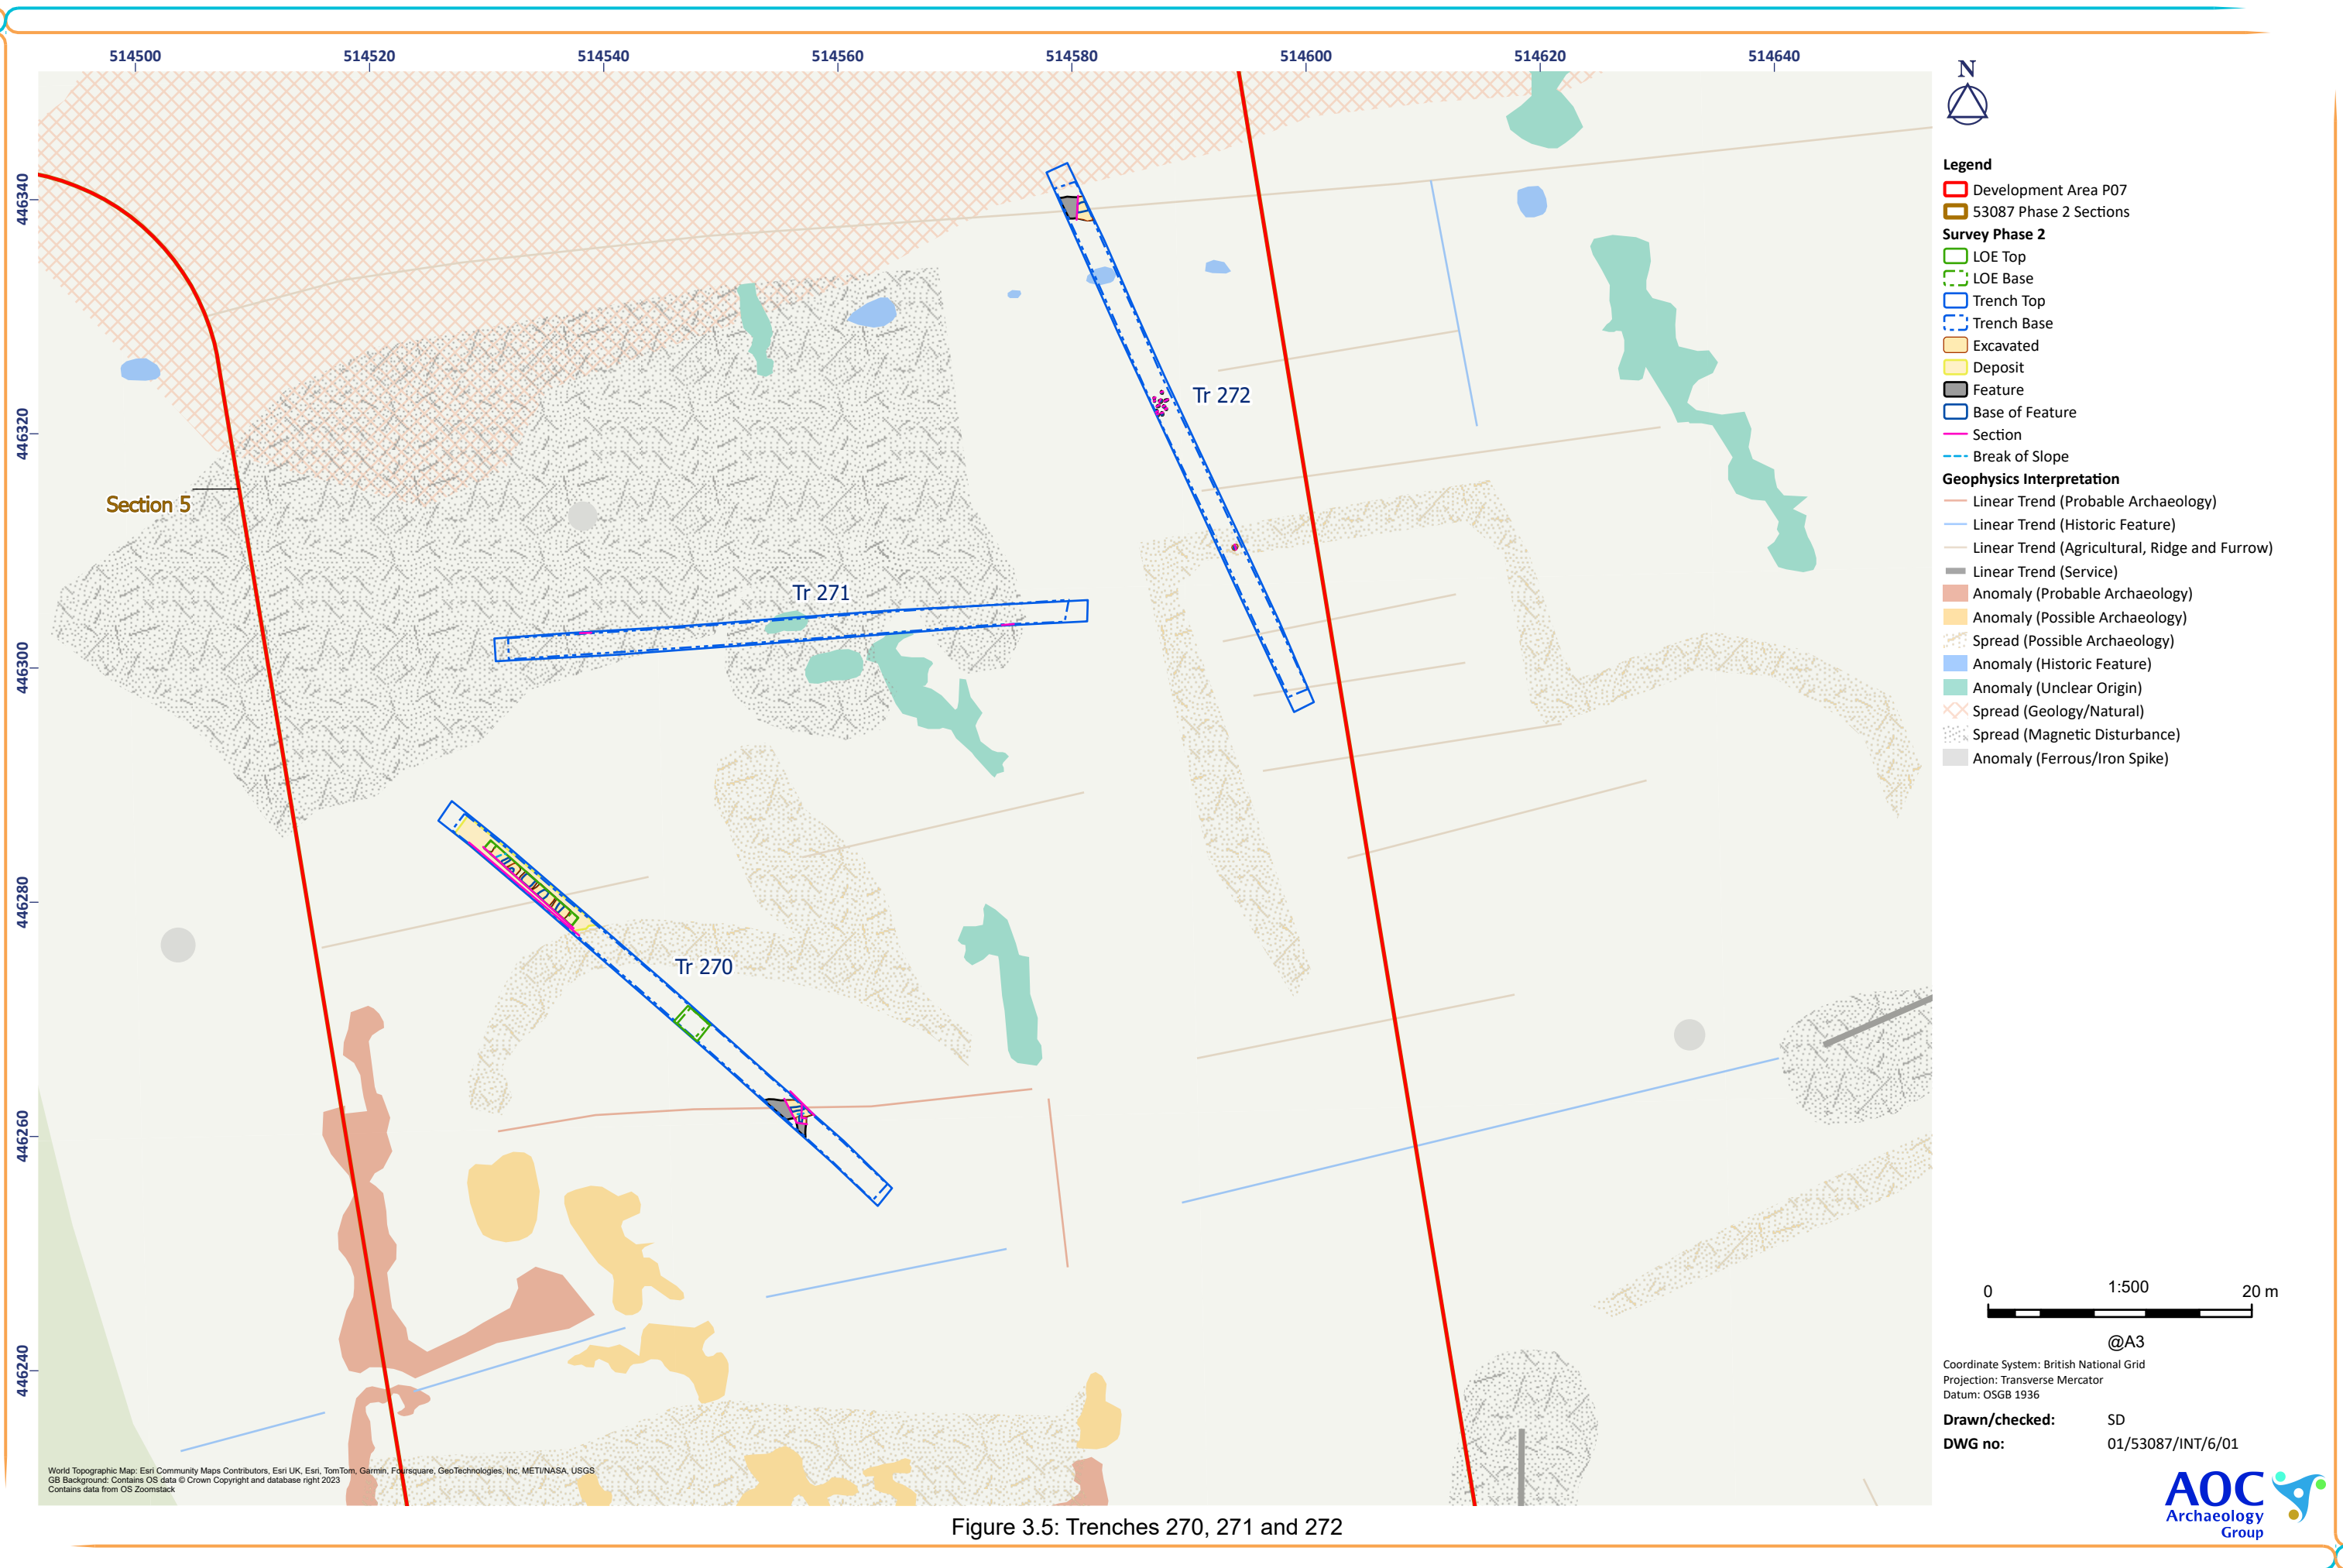 514500
514520
514540
514560
514580
514600
514620
514640
446340
446320
446300
446280
446260
446240
Section 5
Tr 272
Tr 271
Tr 270
N
Legend
Development Area P07
53087 Phase 2 Sections
Survey Phase 2
LOE Top
LOE Base
Trench Top
Trench Base
Excavated
Deposit
Feature
Base of Feature
Section
Break of Slope
Geophysics Interpretation
Linear Trend (Probable Archaeology)
Linear Trend (Historic Feature)
Linear Trend (Agricultural, Ridge and Furrow)
Linear Trend (Service)
Anomaly (Probable Archaeology)
Anomaly (Possible Archaeology)
Spread (Possible Archaeology)
Anomaly (Historic Feature)
Anomaly (Unclear Origin)
Spread (Geology/Natural)
Spread (Magnetic Disturbance)
Anomaly (Ferrous/Iron Spike)
0 1:500 20 m
@A3
Coordinate System: British National Grid
Projection: Transverse Mercator
Datum: OSGB 1936
Drawn/checked: SD
DWG no: 01/53087/INT/6/01
AOC
Archaeology
Group
World Topographic Map: Esri Community Maps Contributors, Esri UK, Esri, TomTom, Garmin, Foursquare, GeoTechnologies, Inc, METI/NASA, USGS
GB Background: Contains OS data © Crown Copyright and database right 2023
Contains data from OS Zoomstack
Figure 3.5: Trenches 270, 271 and 272